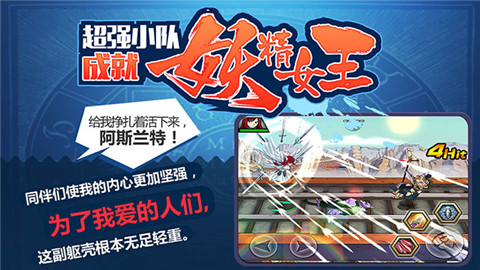 超强小队
成就
妖精女王
给我挣扎着活下来，
阿斯兰特！
同伴们使我的内心更加坚强，
为了我爱的人们，
这副躯壳根本无足轻重。
4Hit